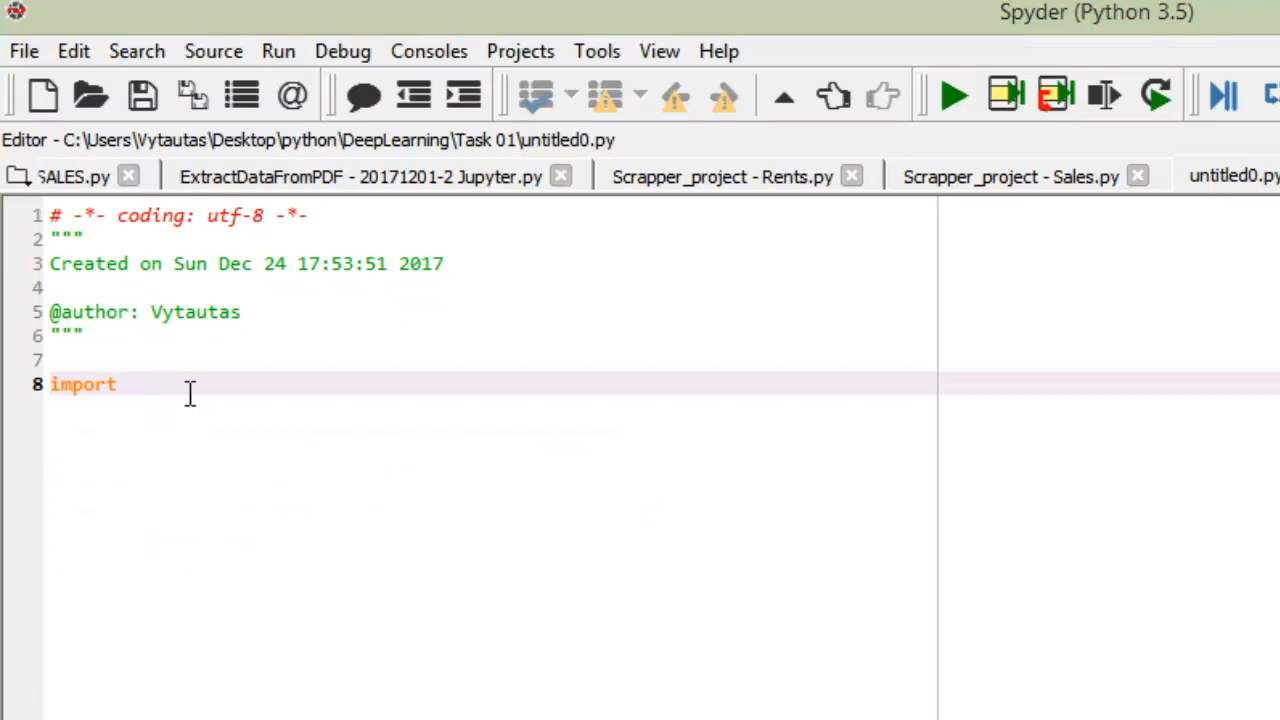 Spyder (Python 3.5)
File Edit Search Source Run Debug Consoles Projects Tools View Help
@
Editor - C:\Users\Vytautas\Desktop\python\DeepLearning\Task 01\untitled0.py
SALES.py ExtractDataFromPDF - 20171201-2 Jupyter.py Scrapper_project - Rents.py Scrapper_project - Sales.py untitled0.py
1 # -*- coding: utf-8 -*-
2 """
3 Created on Sun Dec 24 17:53:51 2017
4
5 @author: Vytautas
6 """
7
8 import